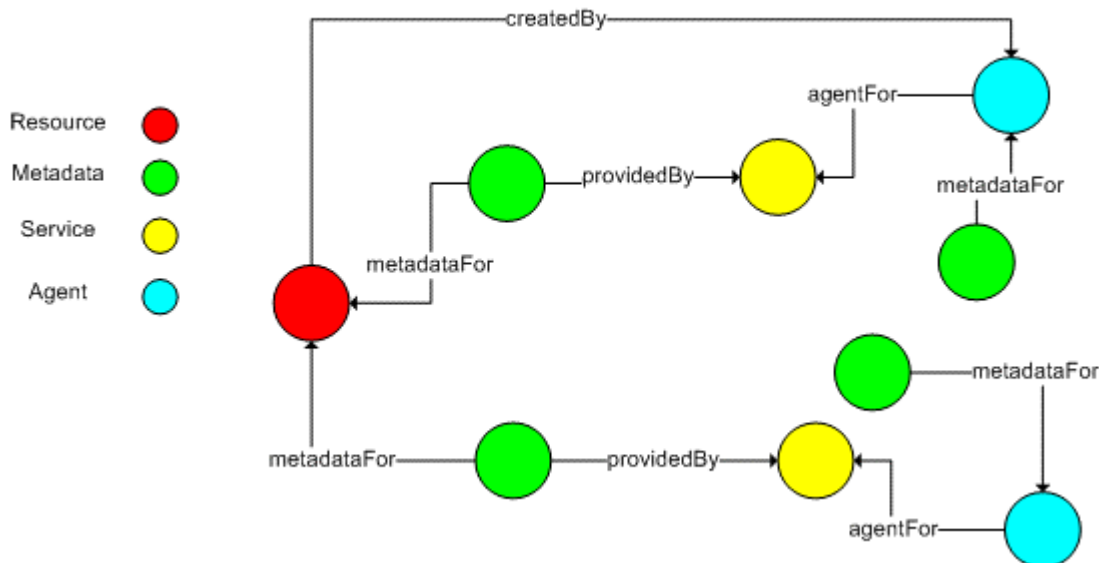 createdBy
agentFor
Resource
Metadata
providedBy
metadataFor
Service
metadataFor
Agent
metadataFor
metadataFor
providedBy
agentFor